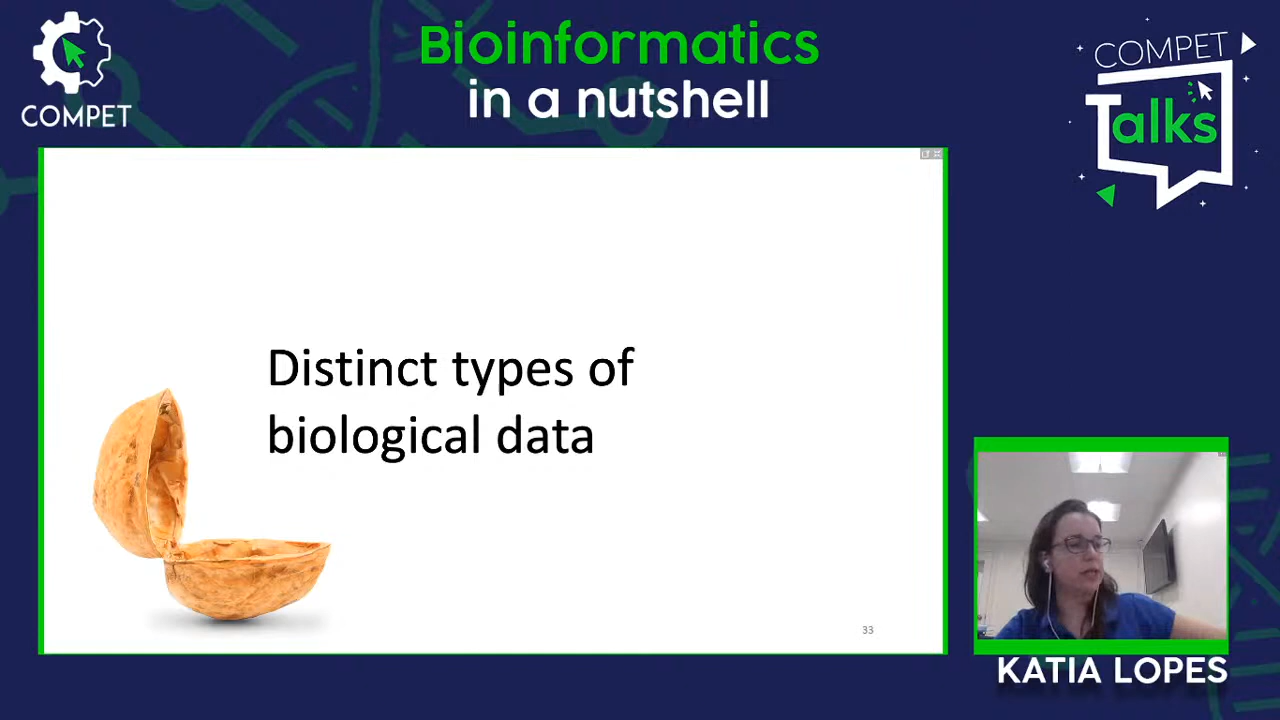 COMPET
Bioinformatics
in a nutshell
COMPET
Talks
Distinct types of
biological data
33
KATIA LOPES